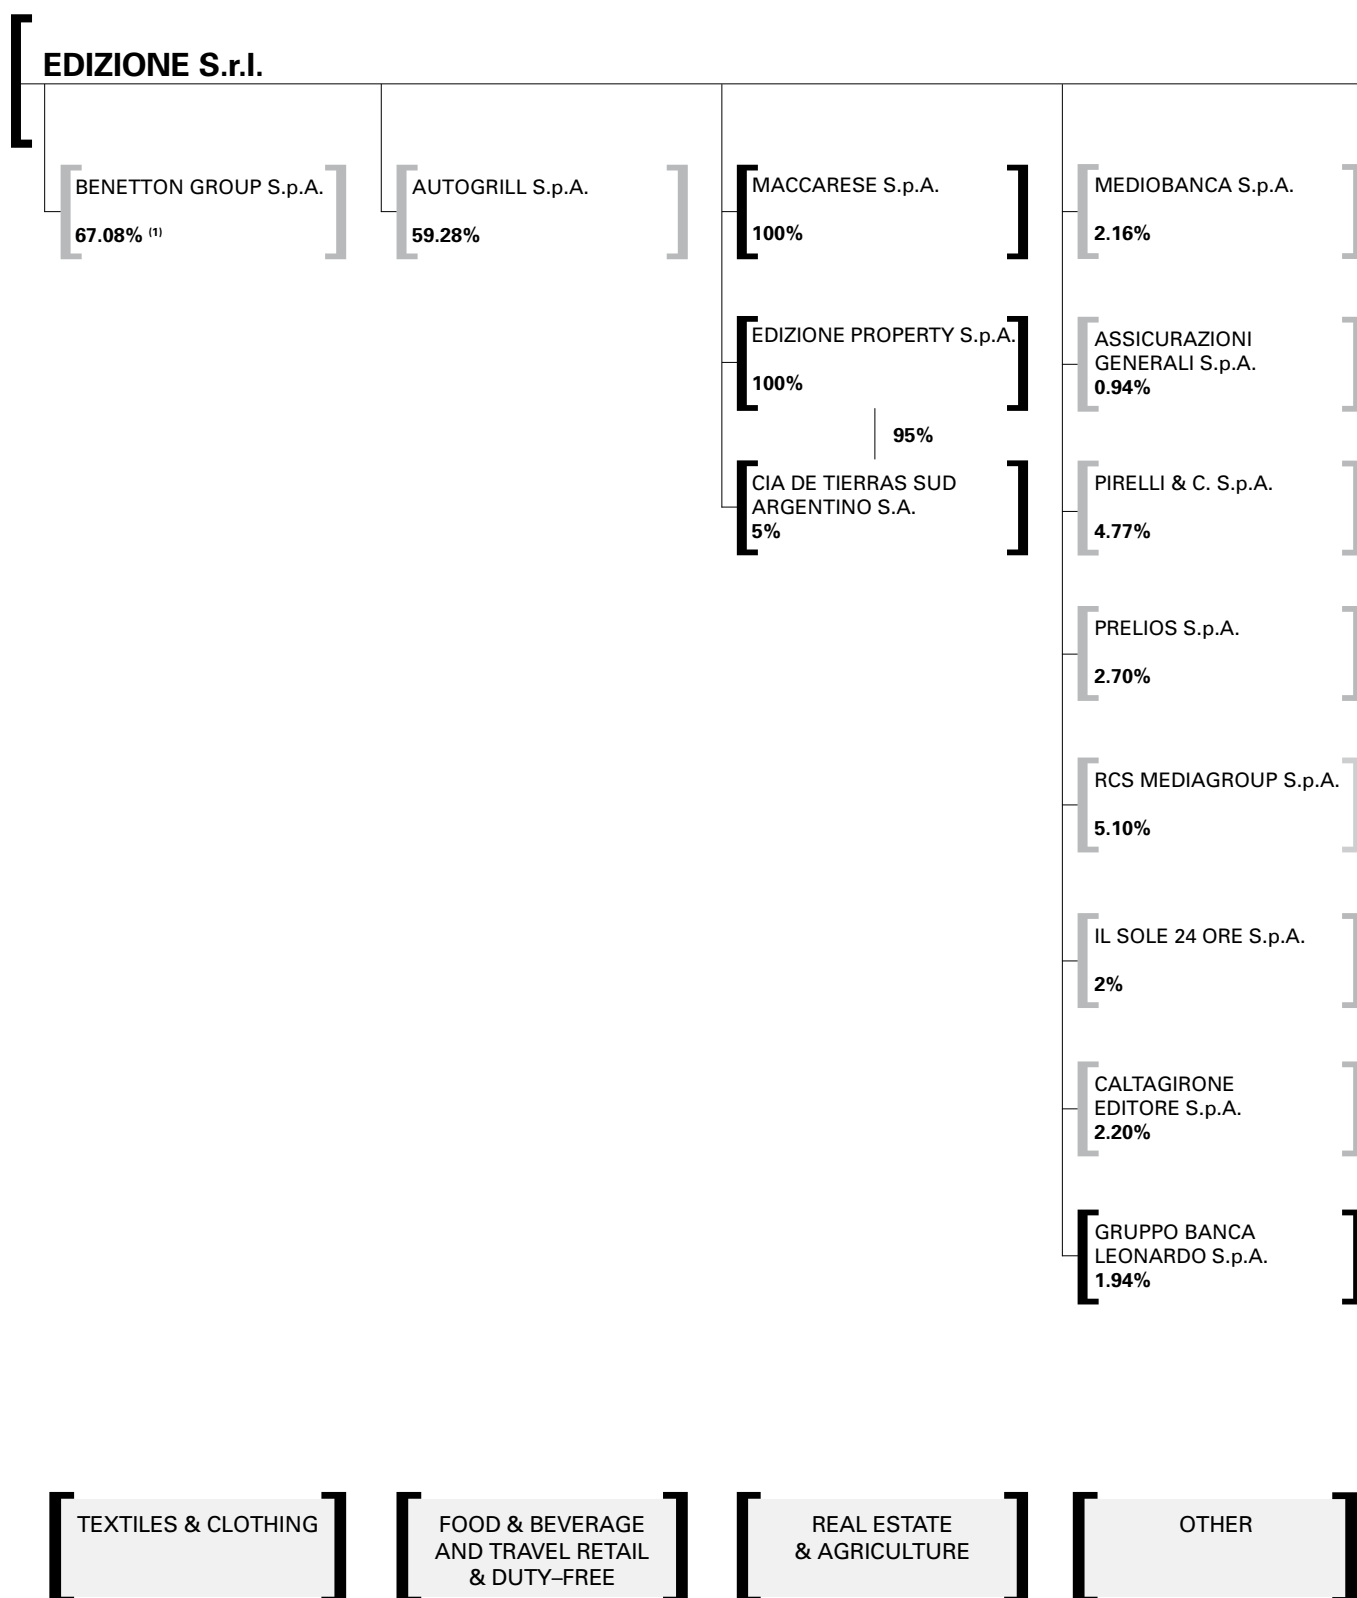 EDIZIONE S.r.l.
BENETTON GROUP S.p.A.
67.08% (1)
AUTOGRILL S.p.A.
59.28%
MACCARESE S.p.A.
100%
EDIZIONE PROPERTY S.p.A.
100%
95%
CIA DE TIERRAS SUD
ARGENTINO S.A.
5%
MEDIOBANCA S.p.A.
2.16%
ASSICURAZIONI
GENERALI S.p.A.
0.94%
PIRELLI & C. S.p.A.
4.77%
PRELIOS S.p.A.
2.70%
RCS MEDIAGROUP S.p.A.
5.10%
IL SOLE 24 ORE S.p.A.
2%
CALTAGIRONE
EDITORE S.p.A.
2.20%
GRUPPO BANCA
LEONARDO S.p.A.
1.94%
TEXTILES & CLOTHING
FOOD & BEVERAGE
AND TRAVEL RETAIL
& DUTY–FREE
REAL ESTATE
& AGRICULTURE
OTHER